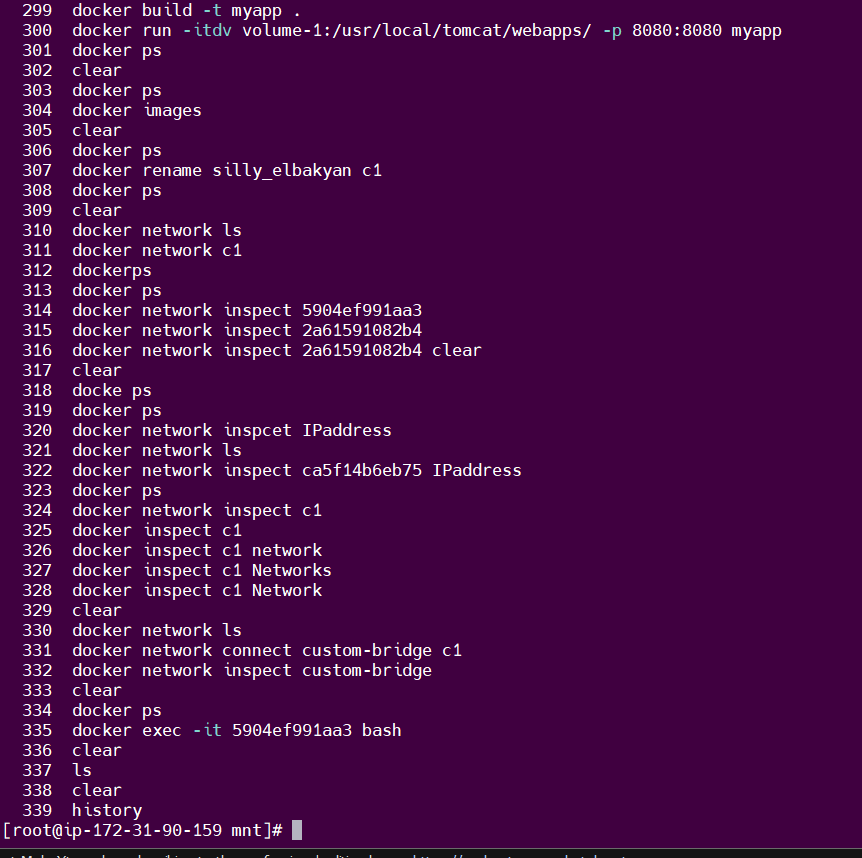 299 docker build -t myapp .
300 docker run -itdv volume-1:/usr/local/tomcat/webapps/ -p 8080:8080 myapp
301 docker ps
302 clear
303 docker ps
304 docker images
305 clear
306 docker ps
307 docker rename silly_elbakyan c1
308 docker ps
309 clear
310 docker network ls
311 docker network c1
312 dockerps
313 docker ps
314 docker network inspect 5904ef991aa3
315 docker network inspect 2a61591082b4
316 docker network inspect 2a61591082b4 clear
317 clear
318 docke ps
319 docker ps
320 docker network inspcet IPaddress
321 docker network ls
322 docker network inspect ca5f14b6eb75 IPaddress
323 docker ps
324 docker network inspect c1
325 docker inspect c1
326 docker inspect c1 network
327 docker inspect c1 Networks
328 docker inspect c1 Network
329 clear
330 docker network ls
331 docker network connect custom-bridge c1
332 docker network inspect custom-bridge
333 clear
334 docker ps
335 docker exec -it 5904ef991aa3 bash
336 clear
337 ls
338 clear
339 history
[root@ip-172-31-90-159 mnt]#